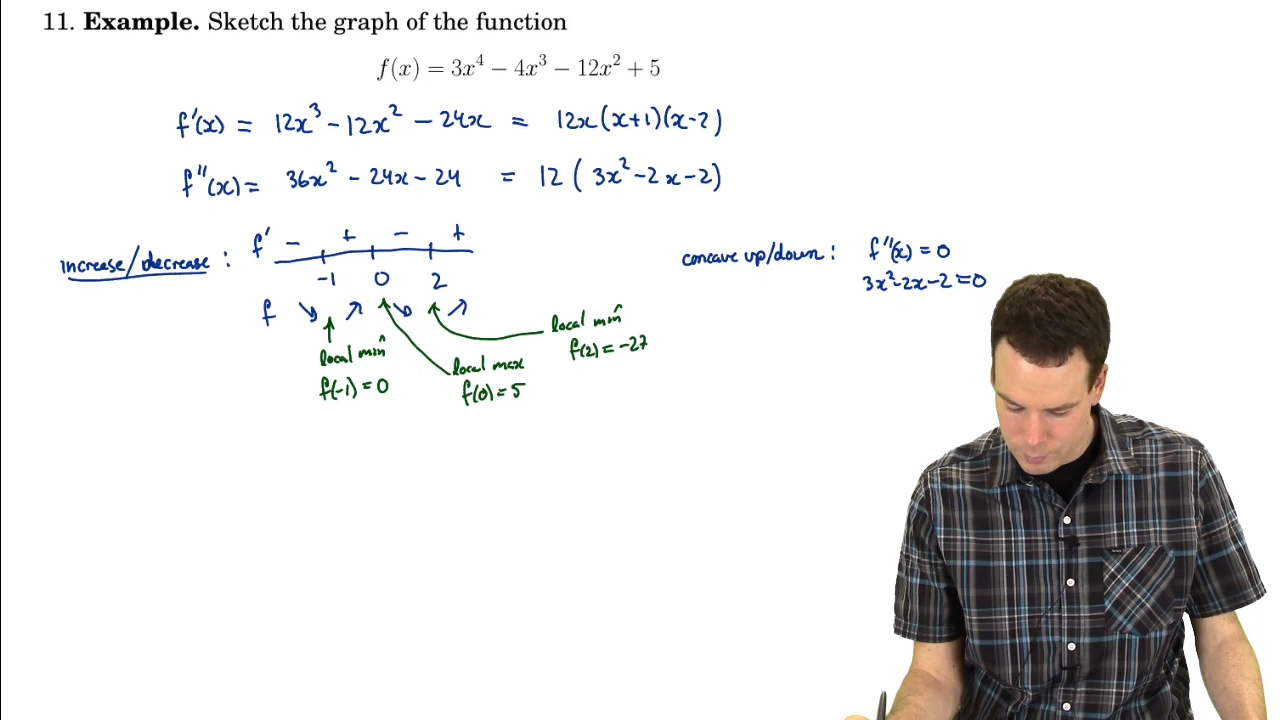 11. Example. Sketch the graph of the function
f(x) = 3x⁴ − 4x³ − 12x² + 5
f'(x) = 12x³ - 12x² - 24x = 12x(x+1)(x-2)
f''(x) = 36x² - 24x - 24 = 12(3x² - 2x - 2)
increase/decrease : f' - + - +
-1 0 2
f ↘ ↗ ↘ ↗
local min
f(-1) = 0
local max
f(0) = 5
local min
f(2) = -27
concave up/down : f''(x) = 0
3x² - 2x - 2 = 0